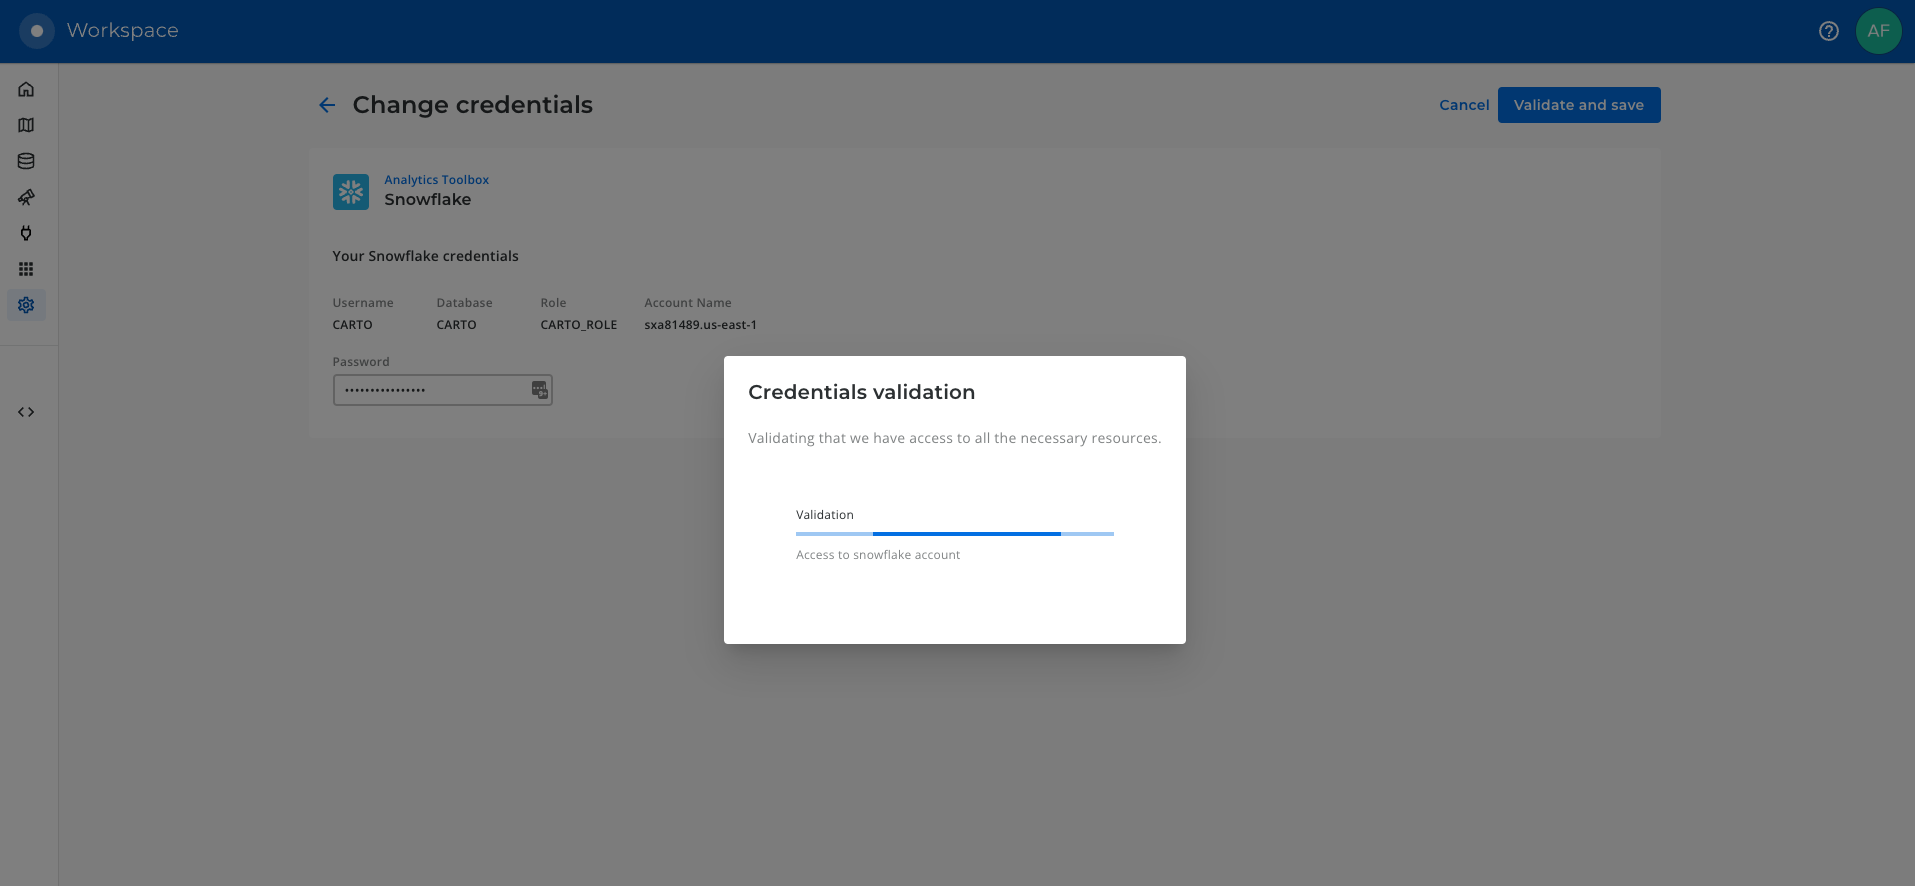 Workspace
AF
Change credentials
Cancel
Validate and save
Analytics Toolbox
Snowflake
Your Snowflake credentials
Username Database Role Account Name
CARTO CARTO CARTO_ROLE sxa81489.us-east-1
Password
••••••••••••••••
Credentials validation
Validating that we have access to all the necessary resources.
Validation
Access to snowflake account